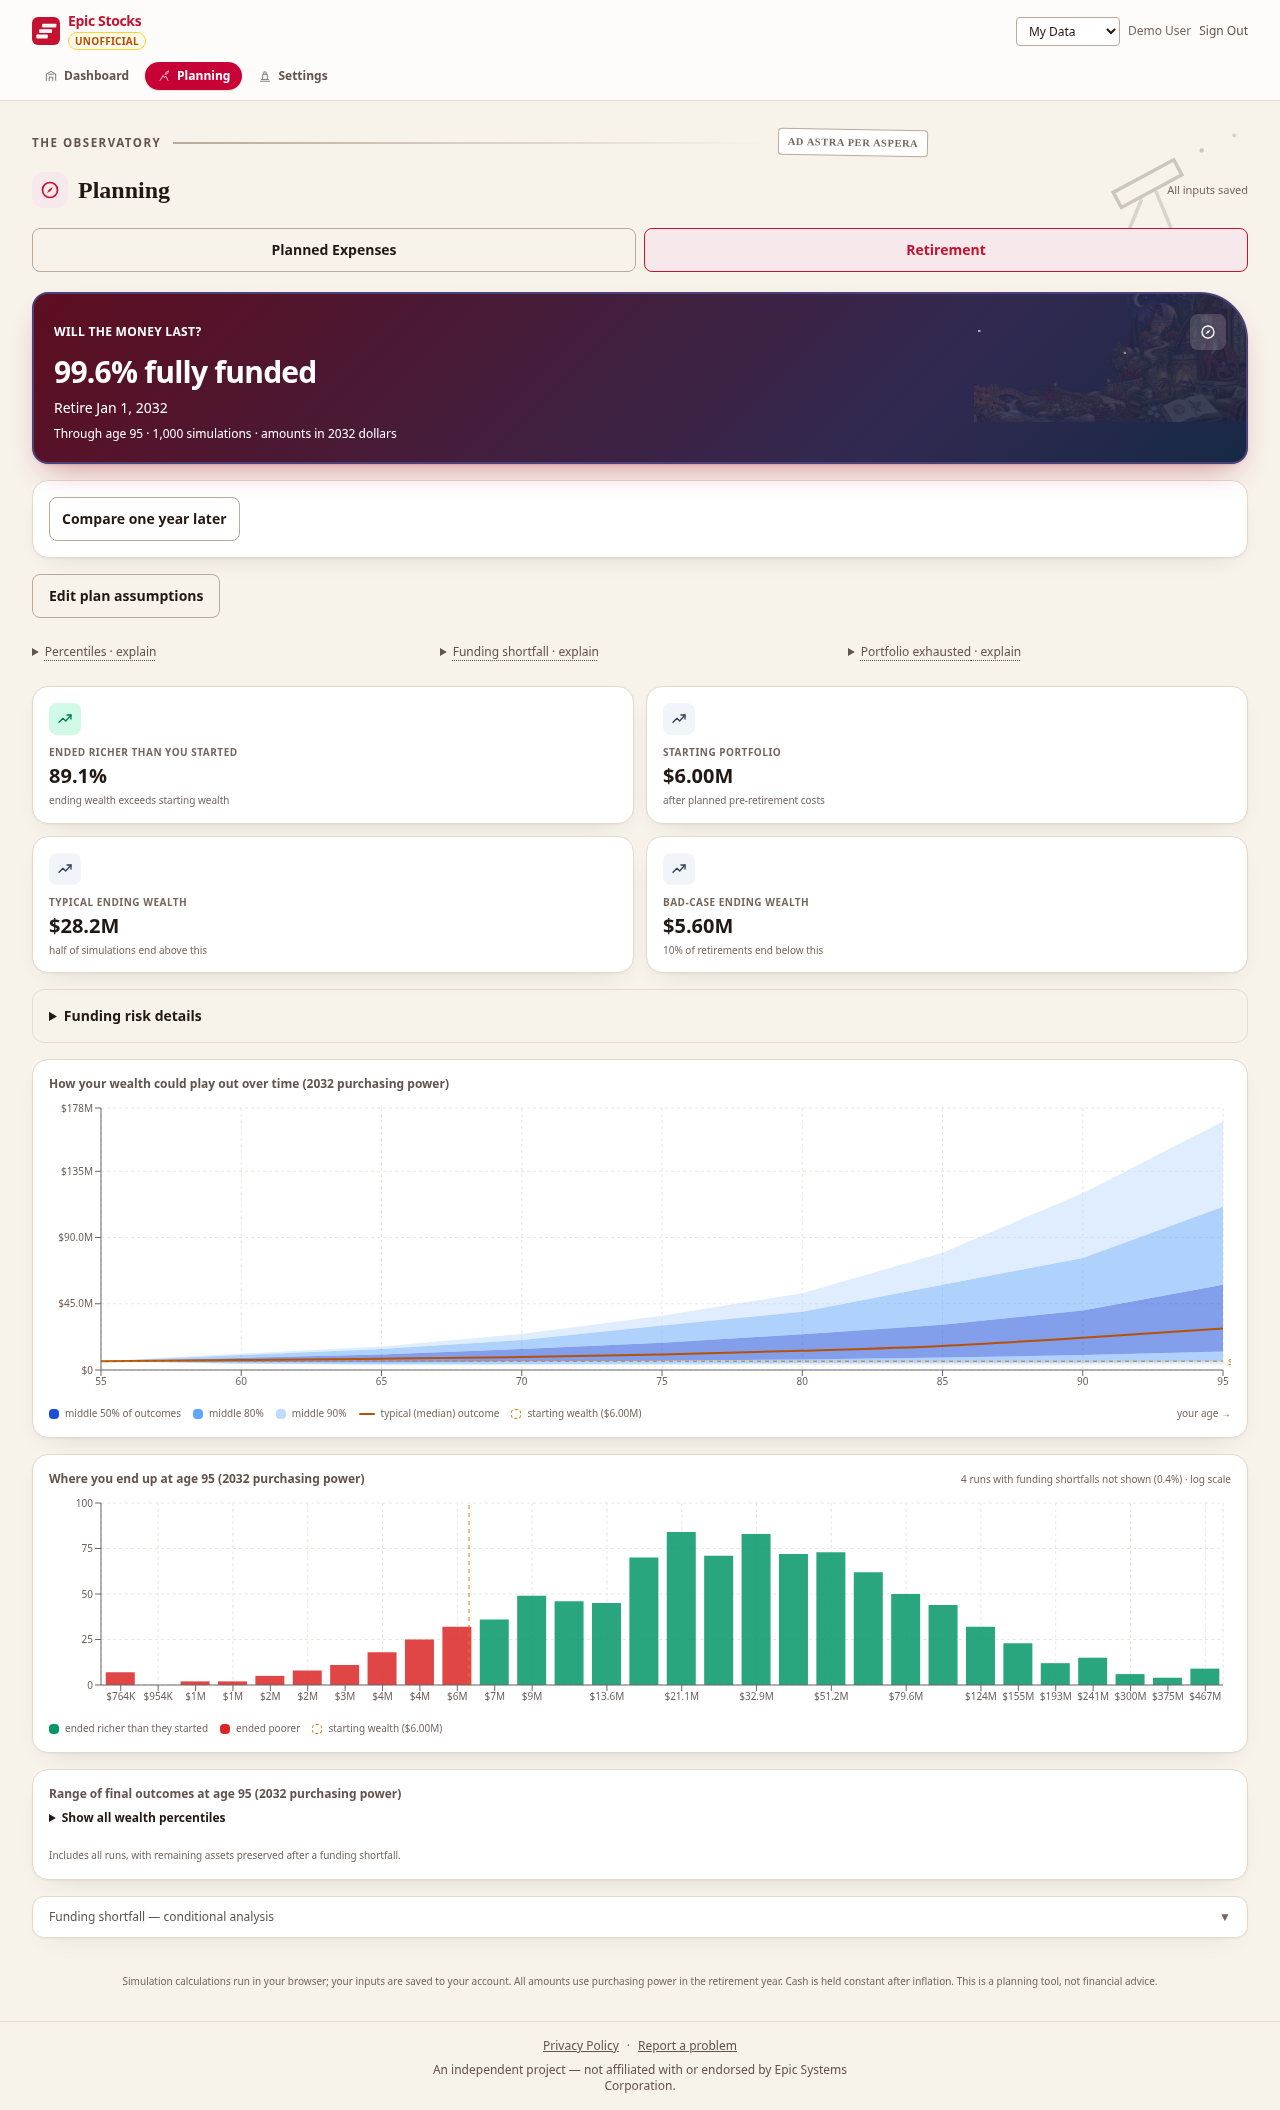 Epic Stocks
UNOFFICIAL
My Data
Demo User
Sign Out
Dashboard
Planning
Settings
THE OBSERVATORY
AD ASTRA PER ASPERA
Planning
All inputs saved
Planned Expenses
Retirement
WILL THE MONEY LAST?
99.6% fully funded
Retire Jan 1, 2032
Through age 95 · 1,000 simulations · amounts in 2032 dollars
Compare one year later
Edit plan assumptions
Percentiles · explain
Funding shortfall · explain
Portfolio exhausted · explain
ENDED RICHER THAN YOU STARTED
89.1%
ending wealth exceeds starting wealth
STARTING PORTFOLIO
$6.00M
after planned pre-retirement costs
TYPICAL ENDING WEALTH
$28.2M
half of simulations end above this
BAD-CASE ENDING WEALTH
$5.60M
10% of retirements end below this
Funding risk details
How your wealth could play out over time (2032 purchasing power)
$178M
$135M
$90.0M
$45.0M
$0
55 60 65 70 75 80 85 90 95
middle 50% of outcomes
middle 80%
middle 90%
typical (median) outcome
starting wealth ($6.00M)
your age →
Where you end up at age 95 (2032 purchasing power)
4 runs with funding shortfalls not shown (0.4%) · log scale
100
75
50
25
0
$764K $954K $1M $1M $2M $2M $3M $4M $4M $6M $7M $9M $13.6M $21.1M $32.9M $51.2M $79.6M $124M $155M $193M $241M $300M $375M $467M
ended richer than they started
ended poorer
starting wealth ($6.00M)
Range of final outcomes at age 95 (2032 purchasing power)
Show all wealth percentiles
Includes all runs, with remaining assets preserved after a funding shortfall.
Funding shortfall — conditional analysis
Simulation calculations run in your browser; your inputs are saved to your account. All amounts use purchasing power in the retirement year. Cash is held constant after inflation. This is a planning tool, not financial advice.
Privacy Policy · Report a problem
An independent project — not affiliated with or endorsed by Epic Systems
Corporation.